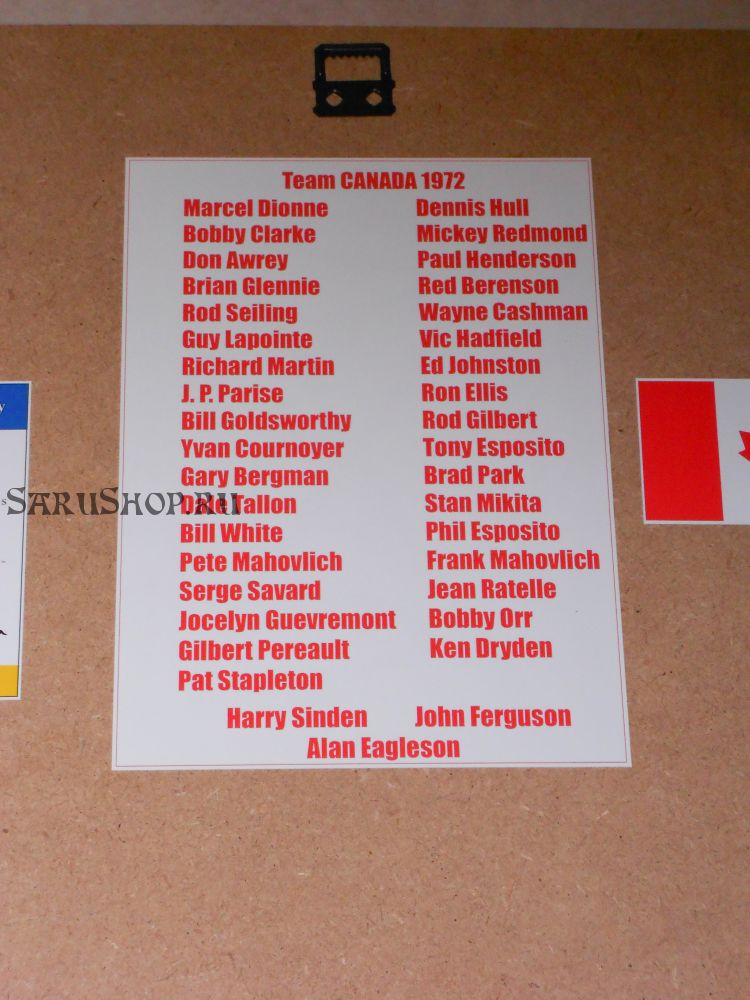 Team CANADA 1972
Marcel Dionne Dennis Hull
Bobby Clarke Mickey Redmond
Don Awrey Paul Henderson
Brian Glennie Red Berenson
Rod Seiling Wayne Cashman
Guy Lapointe Vic Hadfield
Richard Martin Ed Johnston
J. P. Parise Ron Ellis
Bill Goldsworthy Rod Gilbert
Yvan Cournoyer Tony Esposito
Gary Bergman Brad Park
Tallon Stan Mikita
SARUSHOP.RU
Bill White Phil Esposito
Pete Mahovlich Frank Mahovlich
Serge Savard Jean Ratelle
Jocelyn Guevremont Bobby Orr
Gilbert Pereault Ken Dryden
Pat Stapleton
Harry Sinden John Ferguson
Alan Eagleson